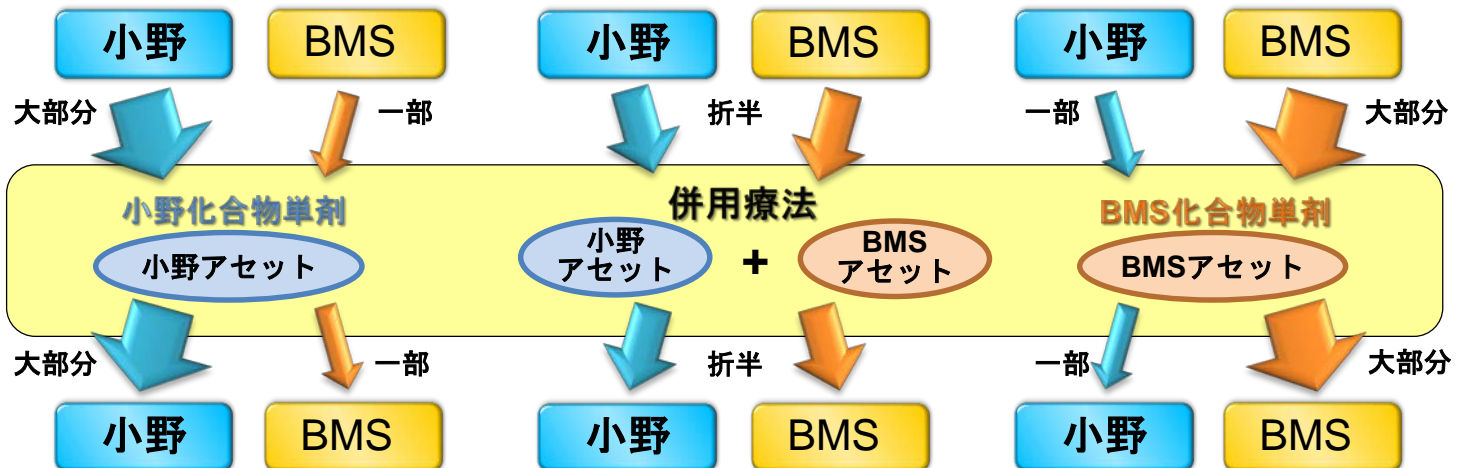 小野 BMS 小野 BMS 小野 BMS
大部分 一部 折半 一部 大部分
小野化合物単剤 併用療法 BMS化合物単剤
小野アセット
小野
アセット
+
BMS
アセット
BMSアセット
大部分 一部 折半 一部 大部分
小野 BMS 小野 BMS 小野 BMS